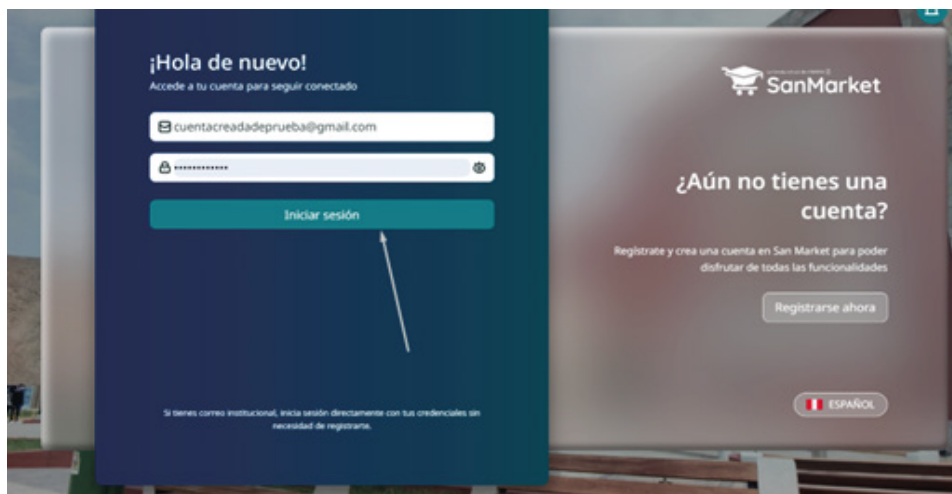 ¡Hola de nuevo!
Accede a tu cuenta para seguir conectado
cuentacreadadeprueba@gmail.com
Iniciar sesión
Si tienes correo institucional, inicia sesión directamente con tus credenciales sin
necesidad de registrarte.
SanMarket
¿Aún no tienes una
cuenta?
Regístrate y crea una cuenta en San Market para poder
disfrutar de todas las funcionalidades
Registrarse ahora
ESPAÑOL